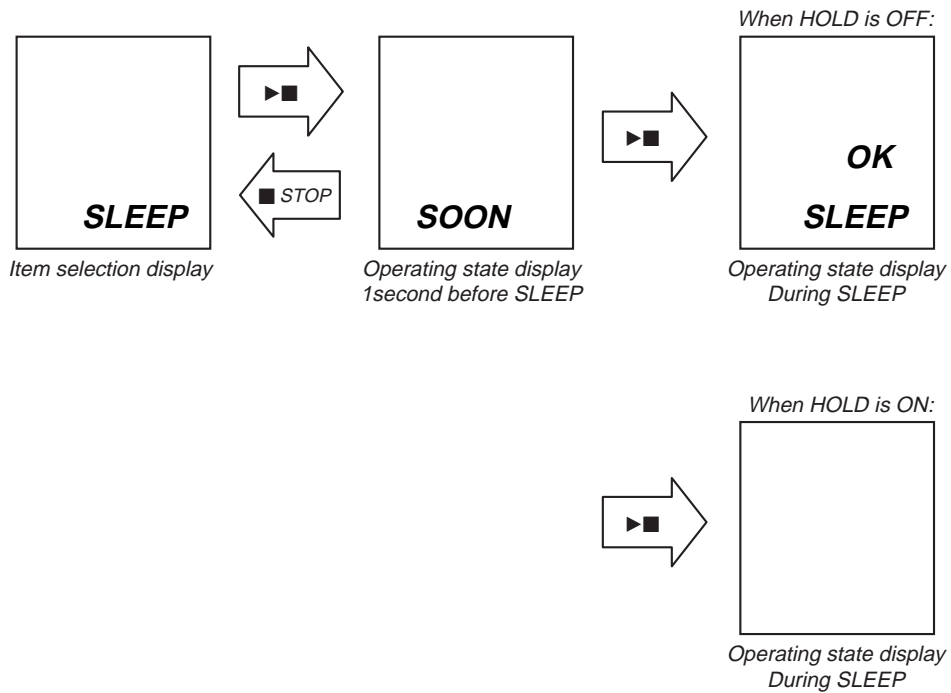 When HOLD is OFF:
▶■
▶■
OK
■ STOP
SLEEP
SOON
SLEEP
Item selection display
Operating state display
1second before SLEEP
Operating state display
During SLEEP
When HOLD is ON:
▶■
Operating state display
During SLEEP